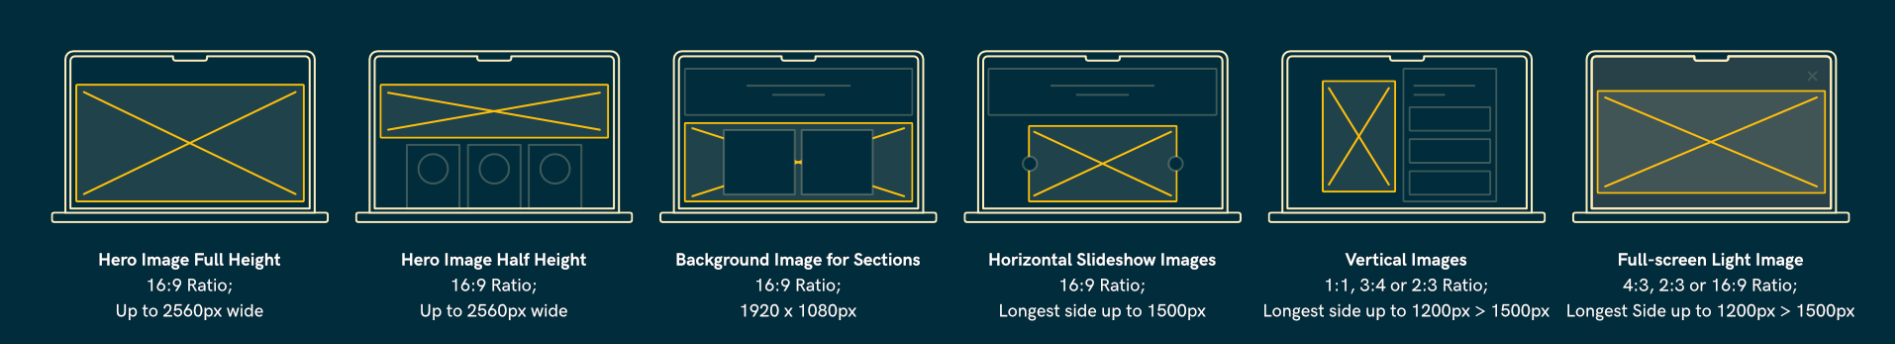 Hero Image Full Height
16:9 Ratio;
Up to 2560px wide
Hero Image Half Height
16:9 Ratio;
Up to 2560px wide
Background Image for Sections
16:9 Ratio;
1920 x 1080px
Horizontal Slideshow Images
16:9 Ratio;
Longest side up to 1500px
Vertical Images
1:1, 3:4 or 2:3 Ratio;
Longest side up to 1200px > 1500px
Full-screen Light Image
4:3, 2:3 or 16:9 Ratio;
Longest Side up to 1200px > 1500px